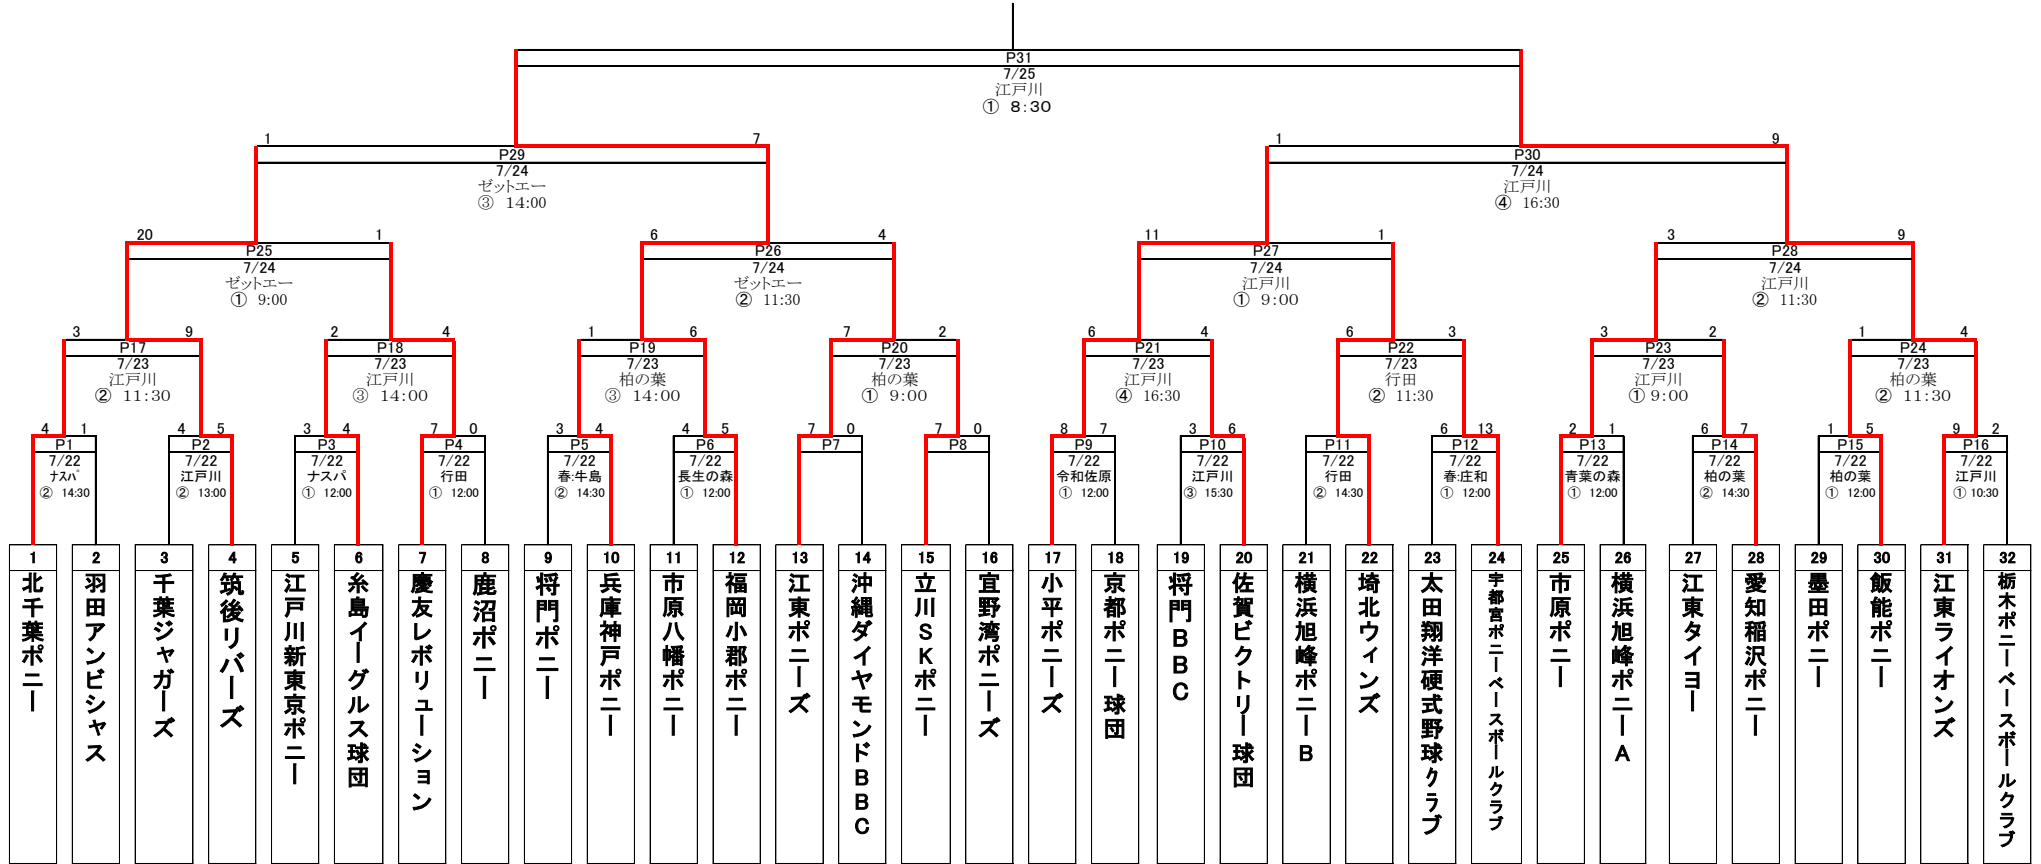 P31
7/25
江戸川
① 8:30
1 7
P29
7/24
ゼットエー
③ 14:00
1 9
P30
7/24
江戸川
④ 16:30
20 1
P25
7/24
ゼットエー
① 9:00
6 4
P26
7/24
ゼットエー
② 11:30
11 1
P27
7/24
江戸川
① 9:00
3 9
P28
7/24
江戸川
② 11:30
3 9
P17
7/23
江戸川
② 11:30
2 4
P18
7/23
江戸川
③ 14:00
1 6
P19
7/23
柏の葉
③ 14:00
7 2
P20
7/23
柏の葉
① 9:00
6 4
P21
7/23
江戸川
④ 16:30
6 3
P22
7/23
行田
② 11:30
3 2
P23
7/23
江戸川
① 9:00
1 4
P24
7/23
柏の葉
② 11:30
4 1
P1
7/22
ナスパ
② 14:30
4 5
P2
7/22
江戸川
② 13:00
3 4
P3
7/22
ナスパ
① 12:00
7 0
P4
7/22
行田
① 12:00
3 4
P5
7/22
春:牛島
② 14:30
4 5
P6
7/22
長生の森
① 12:00
7 0
P7
7 0
P8
8 7
P9
7/22
令和佐原
① 12:00
3 6
P10
7/22
江戸川
③ 15:30
P11
7/22
行田
② 14:30
6 13
P12
7/22
春:庄和
① 12:00
2 1
P13
7/22
青葉の森
① 12:00
6 7
P14
7/22
柏の葉
② 14:30
1 5
P15
7/22
柏の葉
① 12:00
9 2
P16
7/22
江戸川
① 10:30
1
北千葉ポニー
2
羽田アンビシャス
3
千葉ジャガーズ
4
筑後リバーズ
5
江戸川新東京ポニー
6
糸島イーグルス球団
7
慶友レボリューション
8
鹿沼ポニー
9
将門ポニー
10
兵庫神戸ポニー
11
市原八幡ポニー
12
福岡小郡ポニー
13
江東ポニーズ
14
沖縄ダイヤモンドBBC
15
立川SKポニー
16
宜野湾ポニーズ
17
小平ポニーズ
18
京都ポニー球団
19
将門BBC
20
佐賀ビクトリー球団
21
横浜旭峰ポニーB
22
埼北ウィンズ
23
太田翔洋硬式野球クラブ
24
宇都宮ポニーベースボールクラブ
25
市原ポニー
26
横浜旭峰ポニーA
27
江東タイヨー
28
愛知稲沢ポニー
29
墨田ポニー
30
飯能ポニー
31
江東ライオンズ
32
栃木ポニーベースボールクラブ